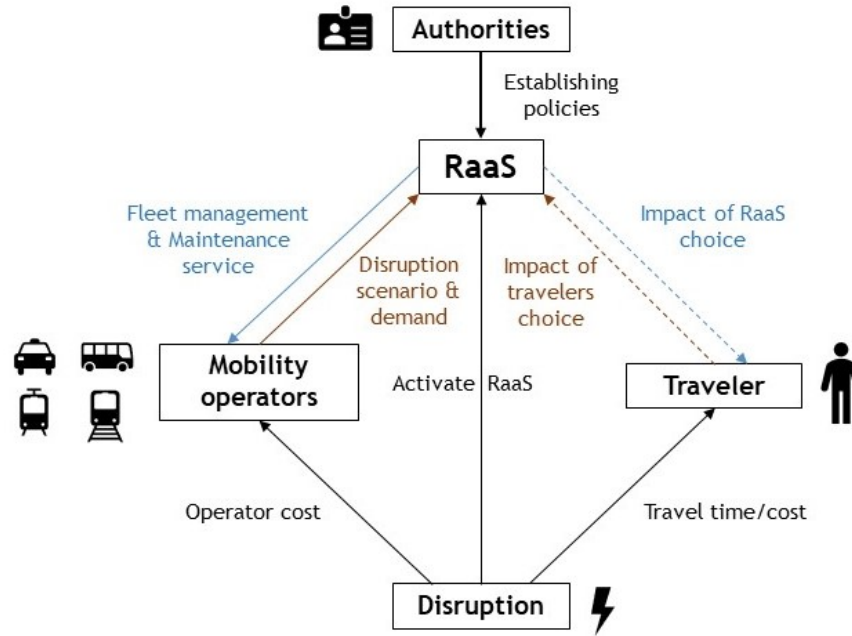 Authorities
Establishing
policies
RaaS
Fleet management
& Maintenance
service
Disruption
scenario &
demand
Impact of
travelers
choice
Impact of RaaS
choice
Mobility
operators
Activate RaaS
Traveler
Operator cost
Travel time/cost
Disruption